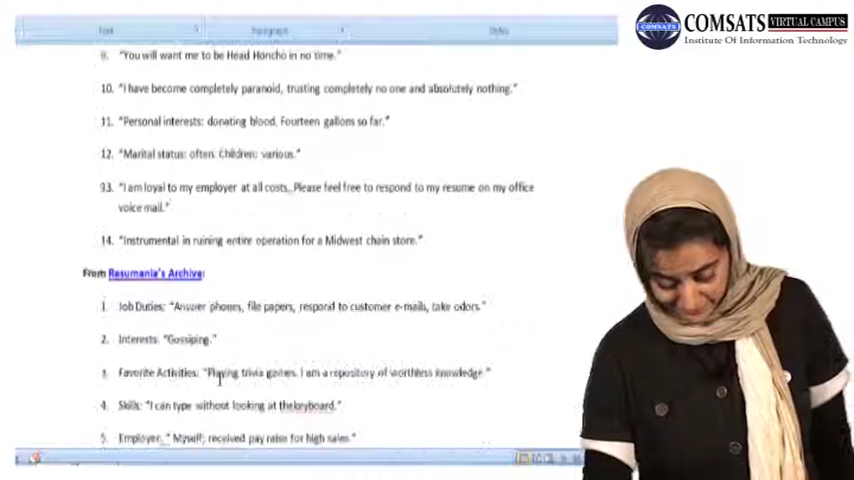 Font Paragraph Styles
COMSATS VIRTUAL CAMPUS
Institute Of Information Technology
9. "You will want me to be Head Honcho in no time."
10. "I have become completely paranoid, trusting completely no one and absolutely nothing."
11. "Personal interests: donating blood. Fourteen gallons so far."
12. "Marital status: often. Children: various."
13. "I am loyal to my employer at all costs..Please feel free to respond to my resume on my office
voice mail."
14. "Instrumental in ruining entire operation for a Midwest chain store."
From Resumania's Archive:
1. Job Duties: "Answer phones, file papers, respond to customer e-mails, take odors."
2. Interests: "Gossiping."
3. Favorite Activities: "Playing trivia games. I am a repository of worthless knowledge."
4. Skills: "I can type without looking at thekeyboard."
5. Employer: " Myself; received pay raise for high sales."